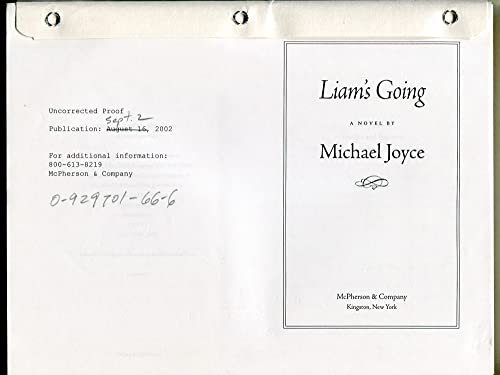 Uncorrected Proof
Sept. 2
Publication: August 16, 2002
For additional information:
800-613-8219
McPherson & Company
0-929701-66-6
Liam's Going
A NOVEL BY
Michael Joyce
McPherson & Company
Kingston, New York